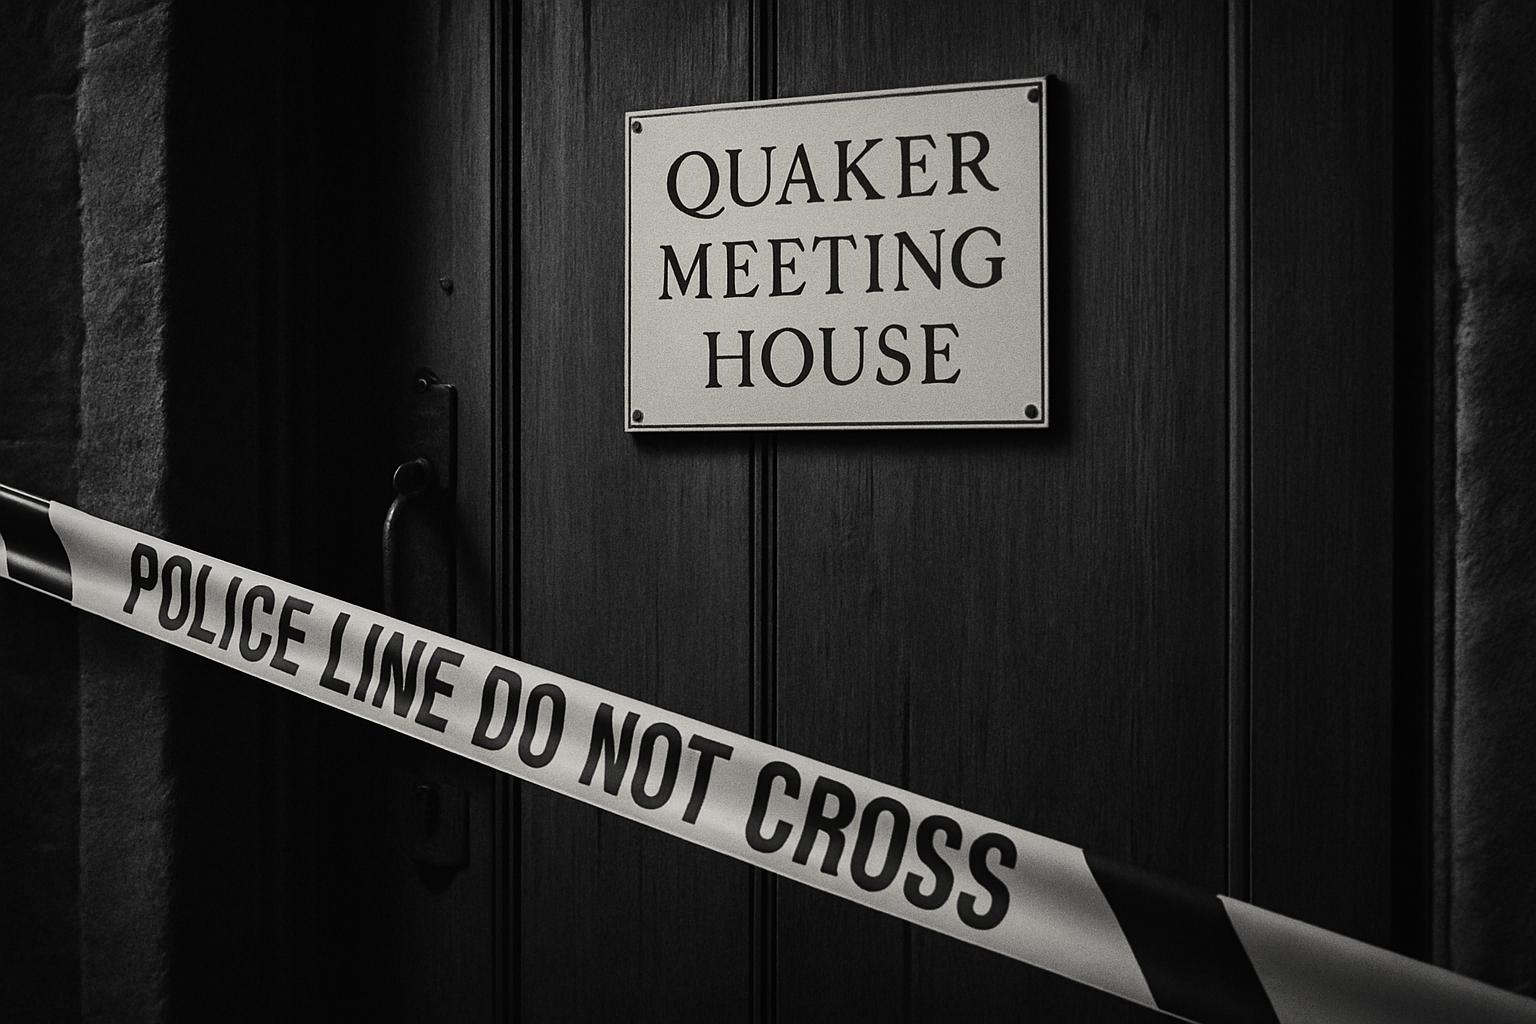 QUAKER
MEETING
HOUSE
POLICE LINE DO NOT CROSS